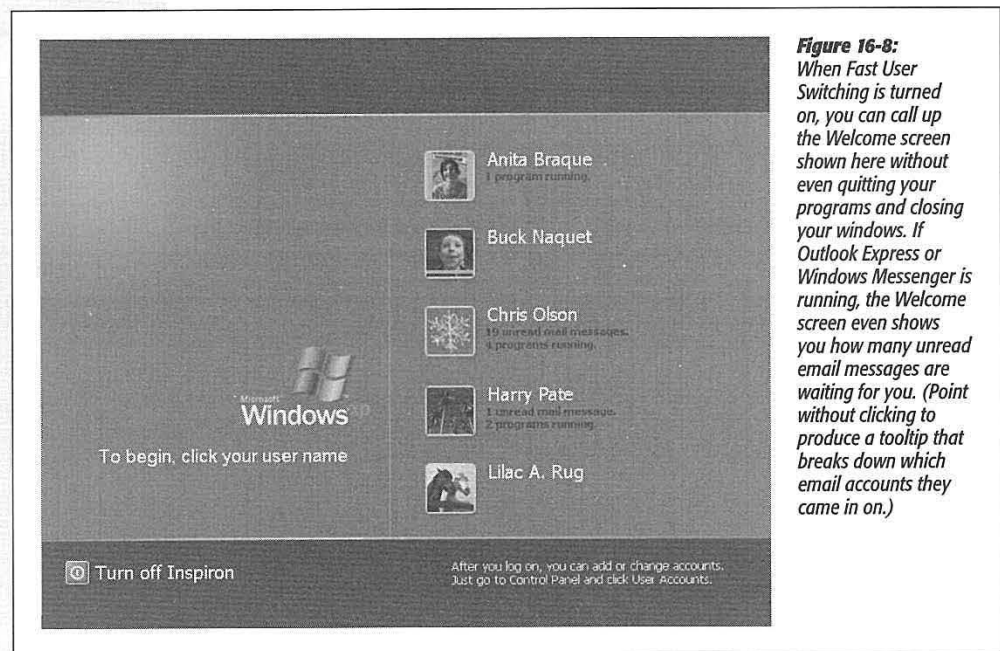 Anita Braque
1 program running.
Buck Naquet
Chris Olson
19 unread mail messages.
4 programs running.
Harry Pate
1 unread mail message.
2 programs running.
Lilac A. Rug
Microsoft
Windows xp
To begin, click your user name
Turn off Inspiron
After you log on, you can add or change accounts.
Just go to Control Panel and click User Accounts.
Figure 16-8:
When Fast User
Switching is turned
on, you can call up
the Welcome screen
shown here without
even quitting your
programs and closing
your windows. If
Outlook Express or
Windows Messenger is
running, the Welcome
screen even shows
you how many unread
email messages are
waiting for you. (Point
without clicking to
produce a tooltip that
breaks down which
email accounts they
came in on.)